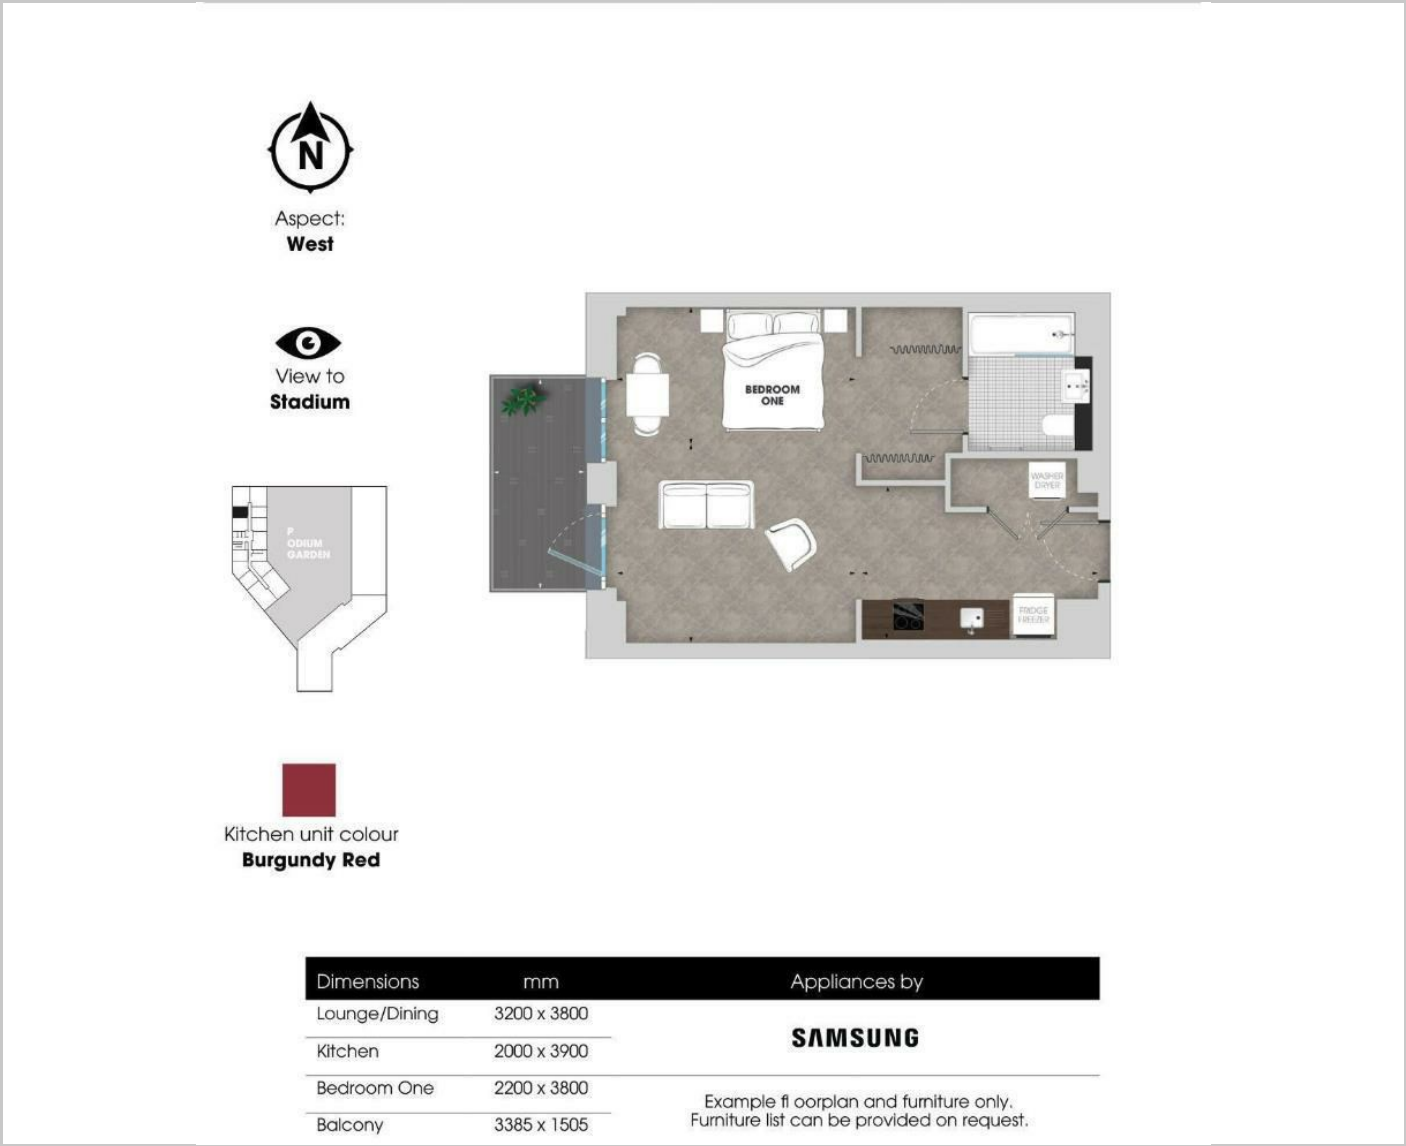 N
Aspect:
West
View to
Stadium
P
ODIUM
GARDEN
Kitchen unit colour
Burgundy Red
BEDROOM
ONE
WASHER
DRYER
FRIDGE
FREEZER
Dimensions mm Appliances by
Lounge/Dining 3200 x 3800
SAMSUNG
Kitchen 2000 x 3900
Bedroom One 2200 x 3800
Example fl oorplan and furniture only.
Furniture list can be provided on request.
Balcony 3385 x 1505